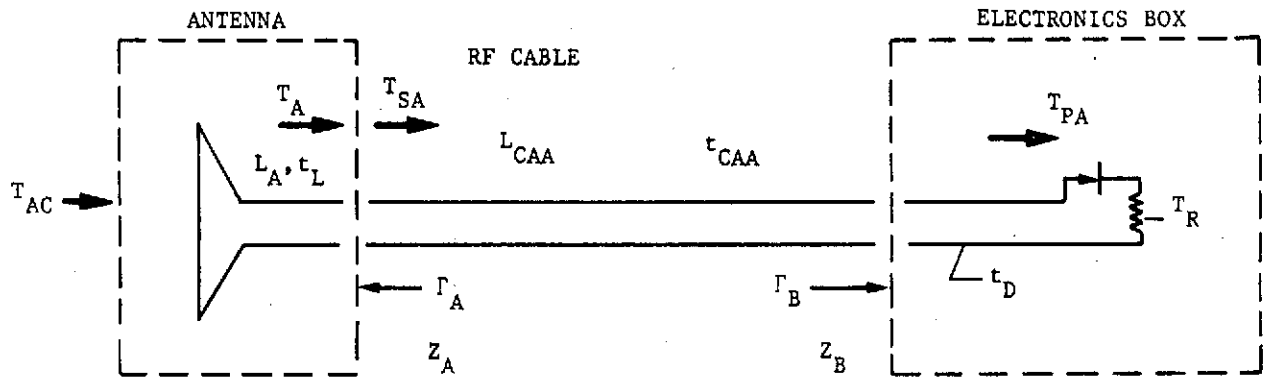 ANTENNA
ELECTRONICS BOX
RF CABLE
T_A
T_SA
T_PA
L_CAA
t_CAA
L_A, t_L
T_AC
T_R
Γ_A
Γ_B
t_D
Z_A
Z_B